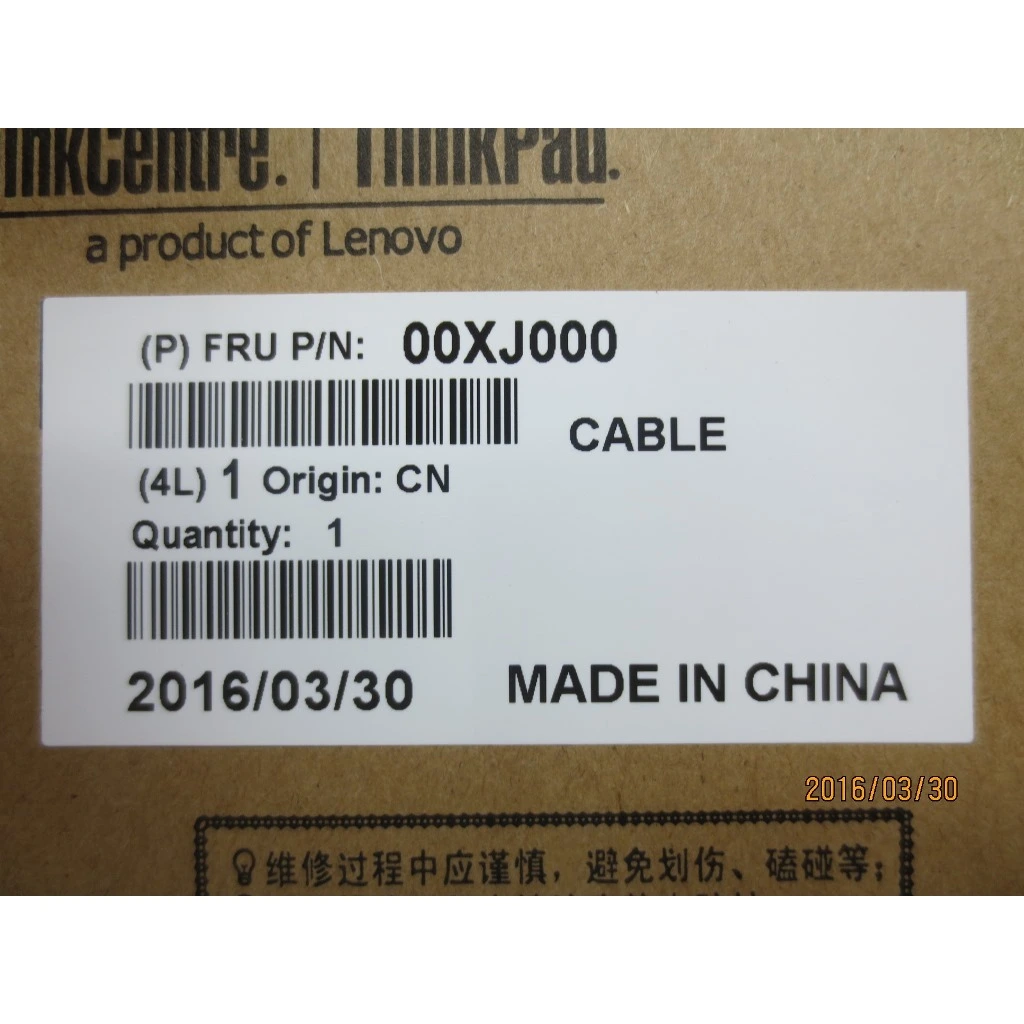 inkCentre. | ThinkPad.
a product of Lenovo
(P) FRU P/N: 00XJ000
CABLE
(4L) 1 Origin: CN
Quantity: 1
2016/03/30
MADE IN CHINA
2016/03/30
维修过程中应谨慎，避免划伤、磕碰等；